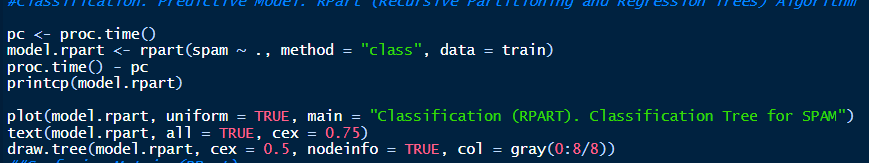 #Classification. Predictive Model. RPart (Recursive Partitioning and Regression Trees) Algorithm
pc <- proc.time()
model.rpart <- rpart(spam ~ ., method = "class", data = train)
proc.time() - pc
printcp(model.rpart)
plot(model.rpart, uniform = TRUE, main = "Classification (RPART). Classification Tree for SPAM")
text(model.rpart, all = TRUE, cex = 0.75)
draw.tree(model.rpart, cex = 0.5, nodeinfo = TRUE, col = gray(0:8/8))